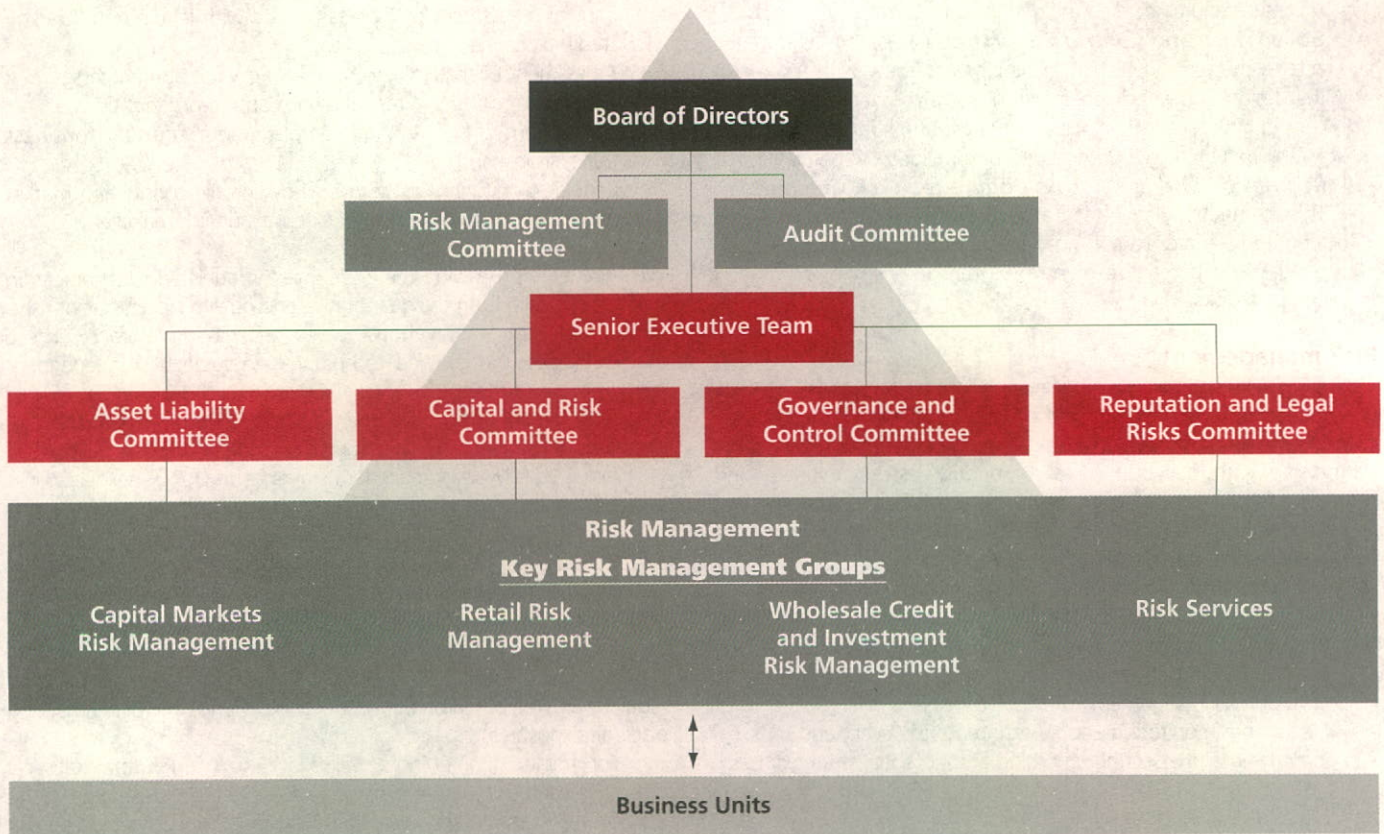 Board of Directors
Risk Management
Committee
Audit Committee
Senior Executive Team
Asset Liability
Committee
Capital and Risk
Committee
Governance and
Control Committee
Reputation and Legal
Risks Committee
Risk Management
Key Risk Management Groups
Capital Markets
Risk Management
Retail Risk
Management
Wholesale Credit
and Investment
Risk Management
Risk Services
Business Units